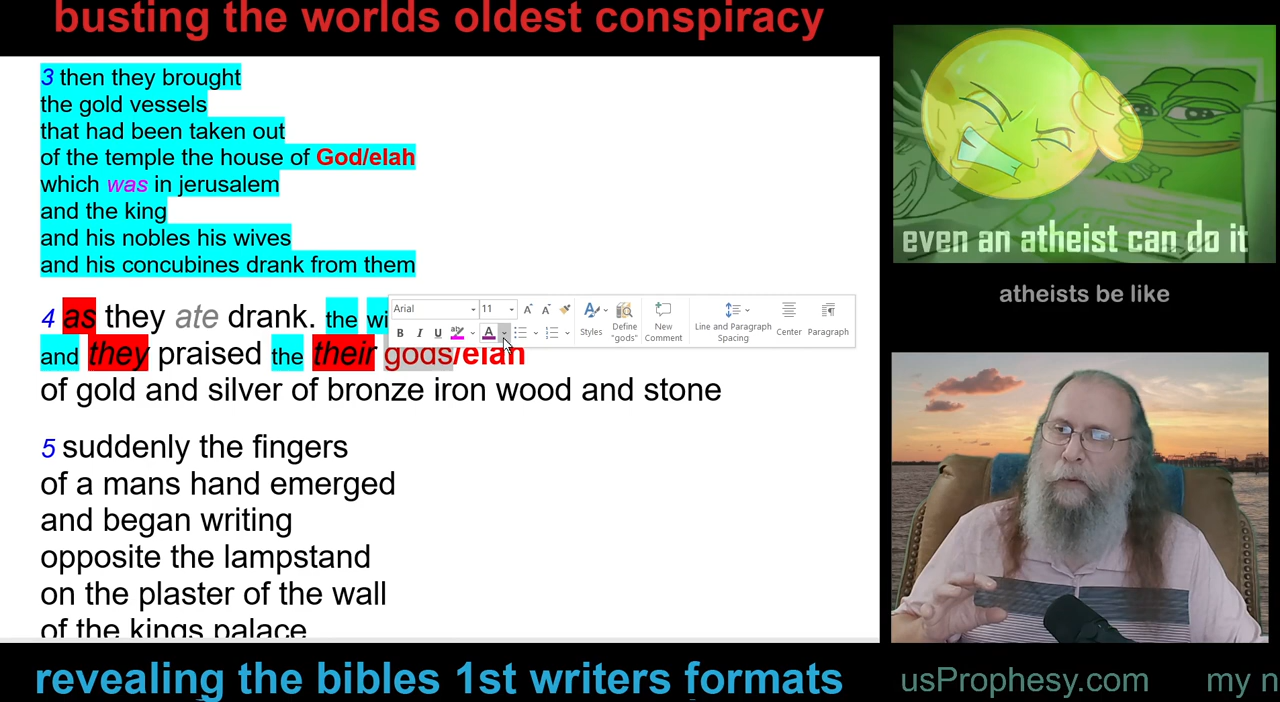 busting the worlds oldest conspiracy
3 then they brought
the gold vessels
that had been taken out
of the temple the house of God/elah
which was in jerusalem
and the king
and his nobles his wives
and his concubines drank from them
4 as they ate drank. the wi
and they praised the their gods/elah
of gold and silver of bronze iron wood and stone
5 suddenly the fingers
of a mans hand emerged
and began writing
opposite the lampstand
on the plaster of the wall
of the kings palace
Arial 11
B I U ab A
Styles
Define "gods"
New Comment
Line and Paragraph Spacing
Center
Paragraph
even an atheist can do it
atheists be like
revealing the bibles 1st writers formats
usProphesy.com my n